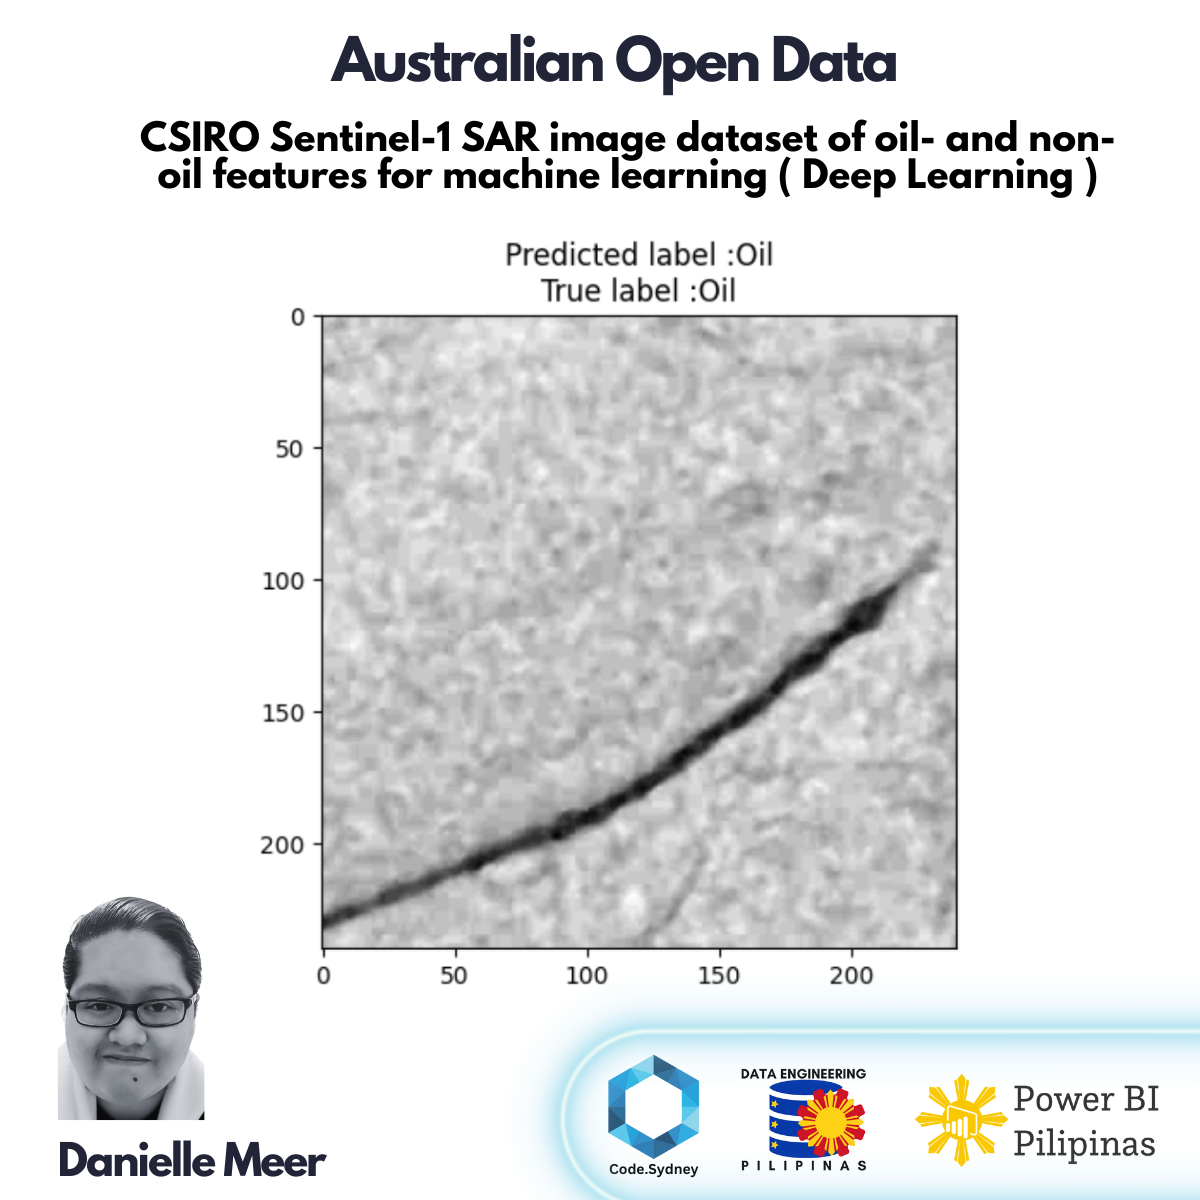 Australian Open Data
CSIRO Sentinel-1 SAR image dataset of oil- and non-
oil features for machine learning ( Deep Learning )
Predicted label :Oil
True label :Oil
0
50
100
150
200
0 50 100 150 200
Danielle Meer
Code.Sydney
DATA ENGINEERING
PILIPINAS
Power BI
Pilipinas